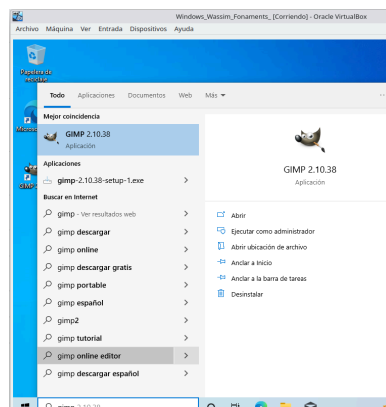 Windows_Wassim_Fonaments_ [Corriendo] - Oracle VirtualBox
Archivo Máquina Ver Entrada Dispositivos Ayuda
Papelera de
reciclaje
Todo Aplicaciones Documentos Web Más
Mejor coincidencia
GIMP 2.10.38
Aplicación
Aplicaciones
gimp-2.10.38-setup-1.exe
Buscar en Internet
gimp - Ver resultados web
gimp descargar
gimp online
gimp descargar gratis
gimp portable
gimp español
gimp2
gimp tutorial
gimp online editor
gimp descargar español
GIMP 2.10.38
Aplicación
Abrir
Ejecutar como administrador
Abrir ubicación de archivo
Anclar a Inicio
Anclar a la barra de tareas
Desinstalar
gimp 2.10.38